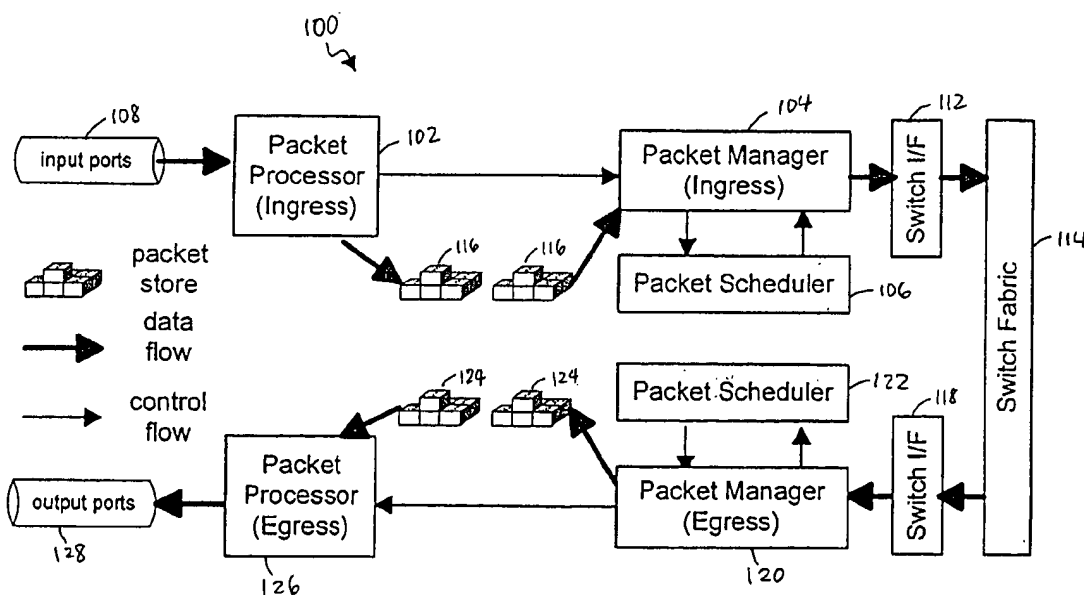 100
108
input ports
Packet
Processor
(Ingress)
102
104
Packet Manager
(Ingress)
112
Switch I/F
Switch Fabric
114
packet
store
116
116
Packet Scheduler
106
data
flow
control
flow
124
124
Packet Scheduler
122
118
Switch I/F
output ports
128
Packet
Processor
(Egress)
126
Packet Manager
(Egress)
120